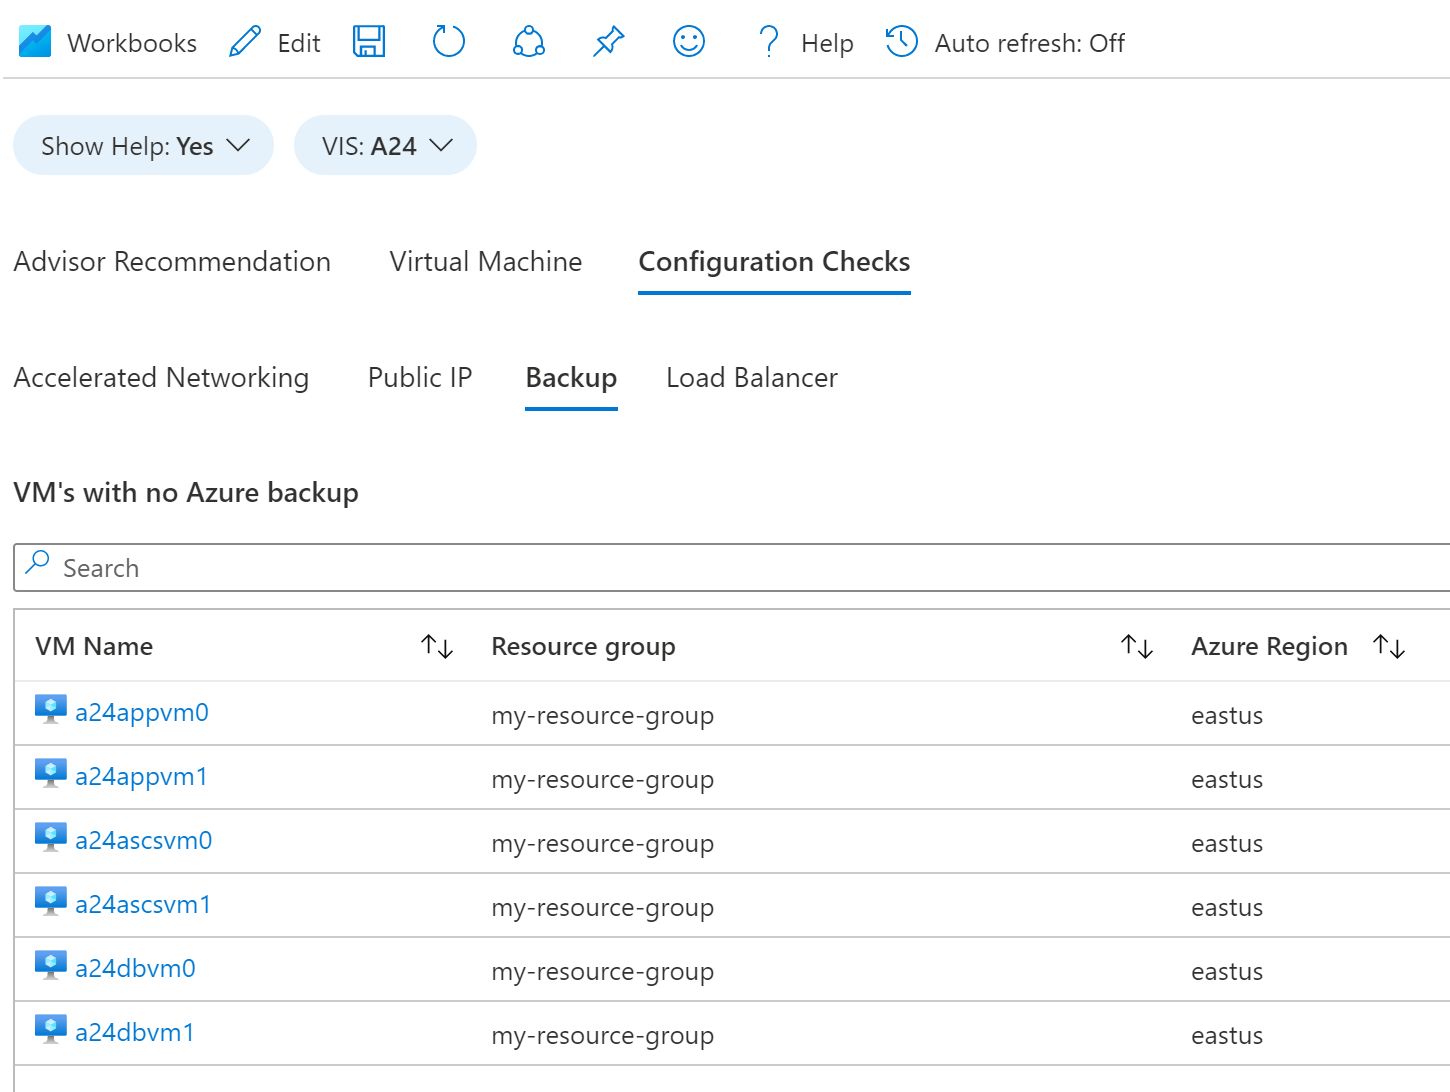 Workbooks Edit Help Auto refresh: Off
Show Help: Yes VIS: A24
Advisor Recommendation Virtual Machine Configuration Checks
Accelerated Networking Public IP Backup Load Balancer
VM's with no Azure backup
Search
VM Name Resource group Azure Region
a24appvm0 my-resource-group eastus
a24appvm1 my-resource-group eastus
a24ascsvm0 my-resource-group eastus
a24ascsvm1 my-resource-group eastus
a24dbvm0 my-resource-group eastus
a24dbvm1 my-resource-group eastus